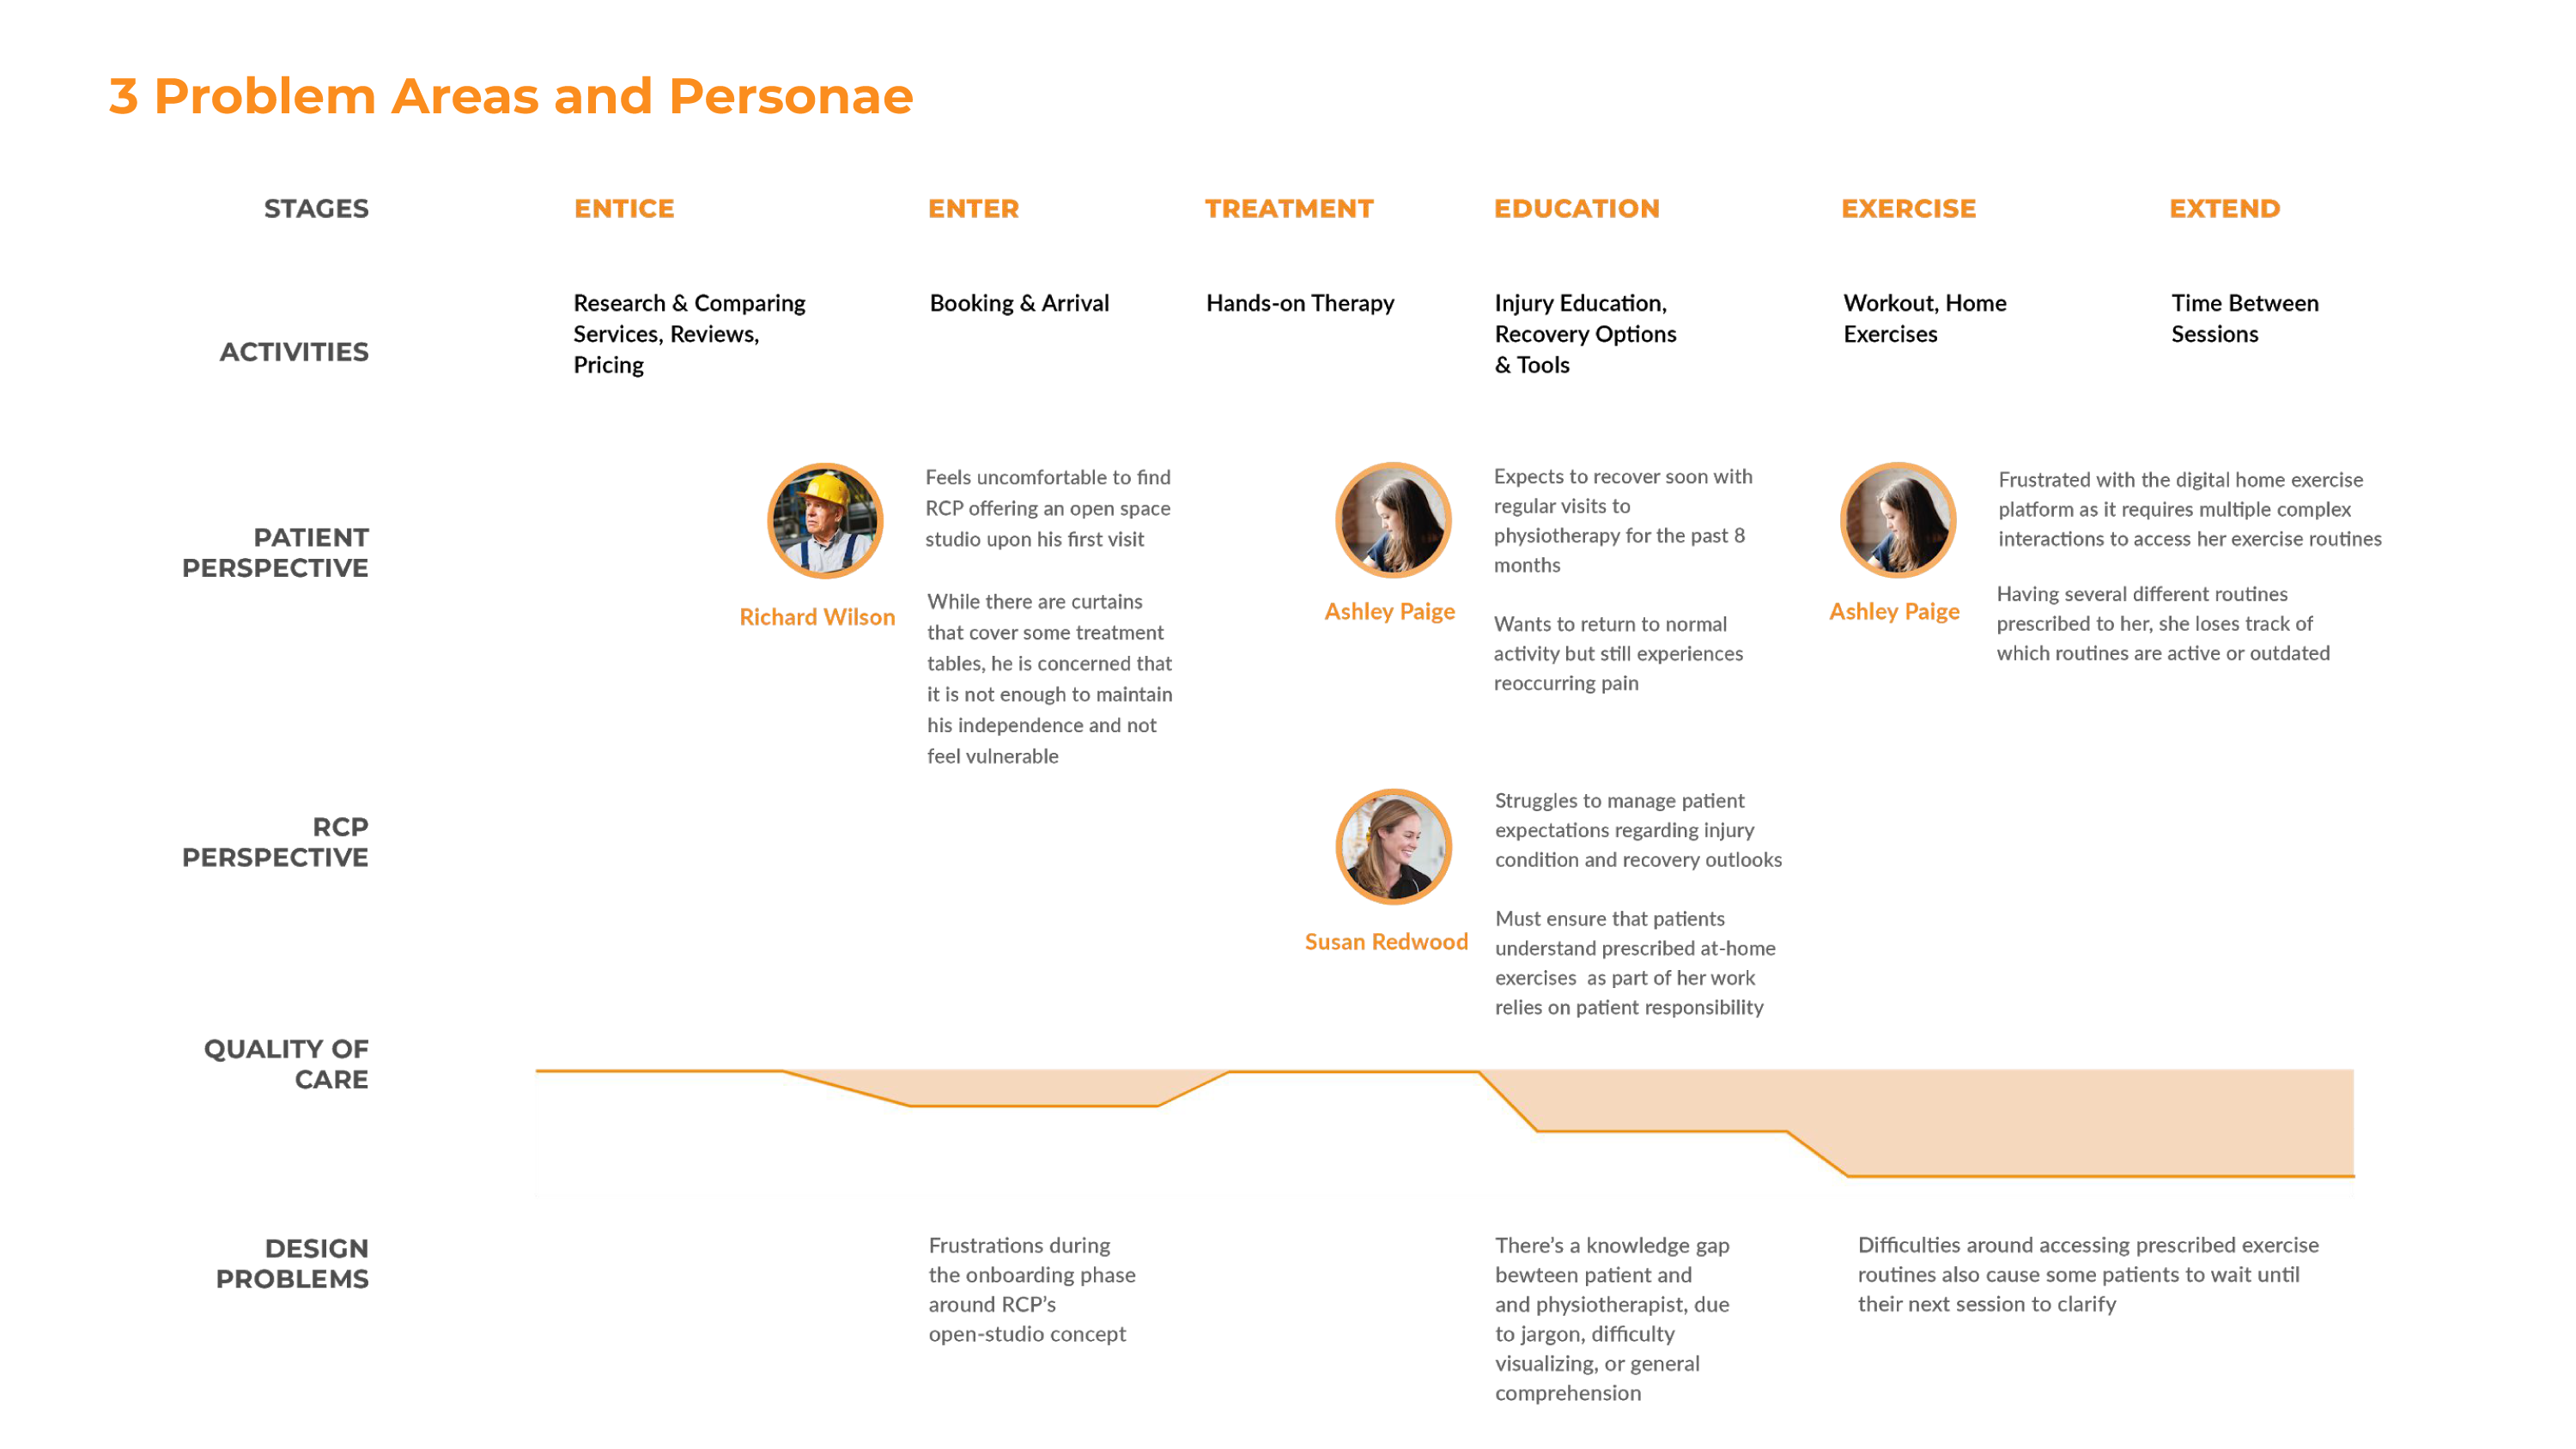 3 Problem Areas and Personae
STAGES
ENTICE
ENTER
TREATMENT
EDUCATION
EXERCISE
EXTEND
ACTIVITIES
Research & Comparing
Services, Reviews,
Pricing
Booking & Arrival
Hands-on Therapy
Injury Education,
Recovery Options
& Tools
Workout, Home
Exercises
Time Between
Sessions
PATIENT
PERSPECTIVE
Richard Wilson
Feels uncomfortable to find
RCP offering an open space
studio upon his first visit
While there are curtains
that cover some treatment
tables, he is concerned that
it is not enough to maintain
his independence and not
feel vulnerable
Ashley Paige
Expects to recover soon with
regular visits to
physiotherapy for the past 8
months
Wants to return to normal
activity but still experiences
reoccurring pain
Ashley Paige
Frustrated with the digital home exercise
platform as it requires multiple complex
interactions to access her exercise routines
Having several different routines
prescribed to her, she loses track of
which routines are active or outdated
RCP
PERSPECTIVE
Susan Redwood
Struggles to manage patient
expectations regarding injury
condition and recovery outlooks
Must ensure that patients
understand prescribed at-home
exercises  as part of her work
relies on patient responsibility
QUALITY OF
CARE
DESIGN
PROBLEMS
Frustrations during
the onboarding phase
around RCP's
open-studio concept
There's a knowledge gap
bewteen patient and
and physiotherapist, due
to jargon, difficulty
visualizing, or general
comprehension
Difficulties around accessing prescribed exercise
routines also cause some patients to wait until
their next session to clarify